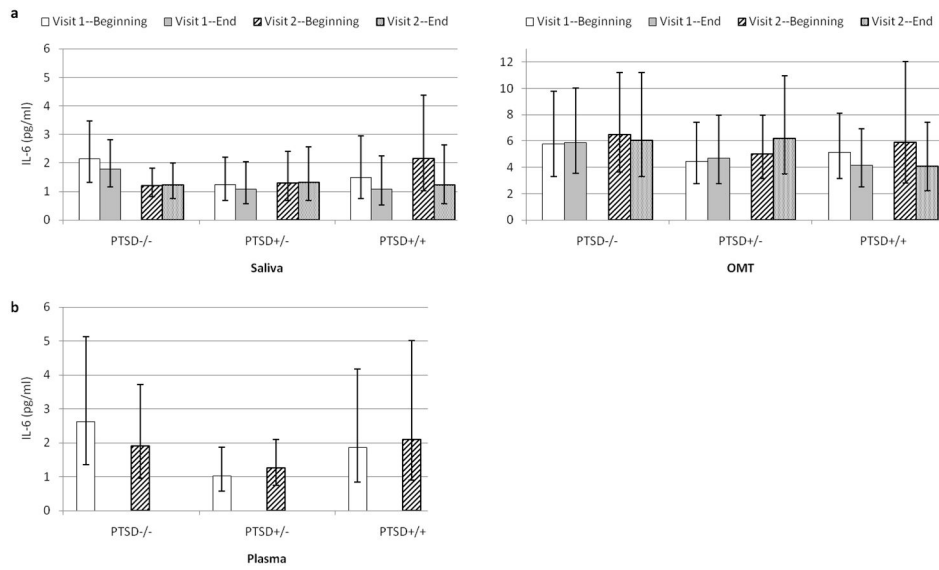 a
Visit 1--Beginning Visit 1--End Visit 2--Beginning Visit 2--End
IL-6 (pg/ml)
6
5
4
3
2
1
0
PTSD-/- PTSD+/- PTSD+/+
Saliva
Visit 1--Beginning Visit 1--End Visit 2--Beginning Visit 2--End
12
10
8
6
4
2
0
PTSD-/- PTSD+/- PTSD+/+
OMT
b
IL-6 (pg/ml)
6
5
4
3
2
1
0
PTSD-/- PTSD+/- PTSD+/+
Plasma